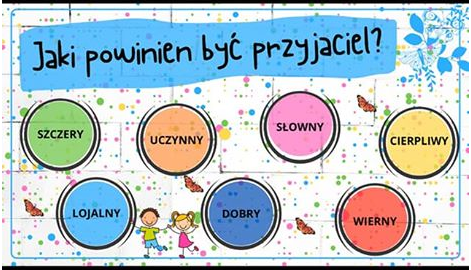 Jaki powinien być przyjaciel?
SZCZERY
UCZYNNY
SŁOWNY
CIERPLIWY
LOJALNY
DOBRY
WIERNY